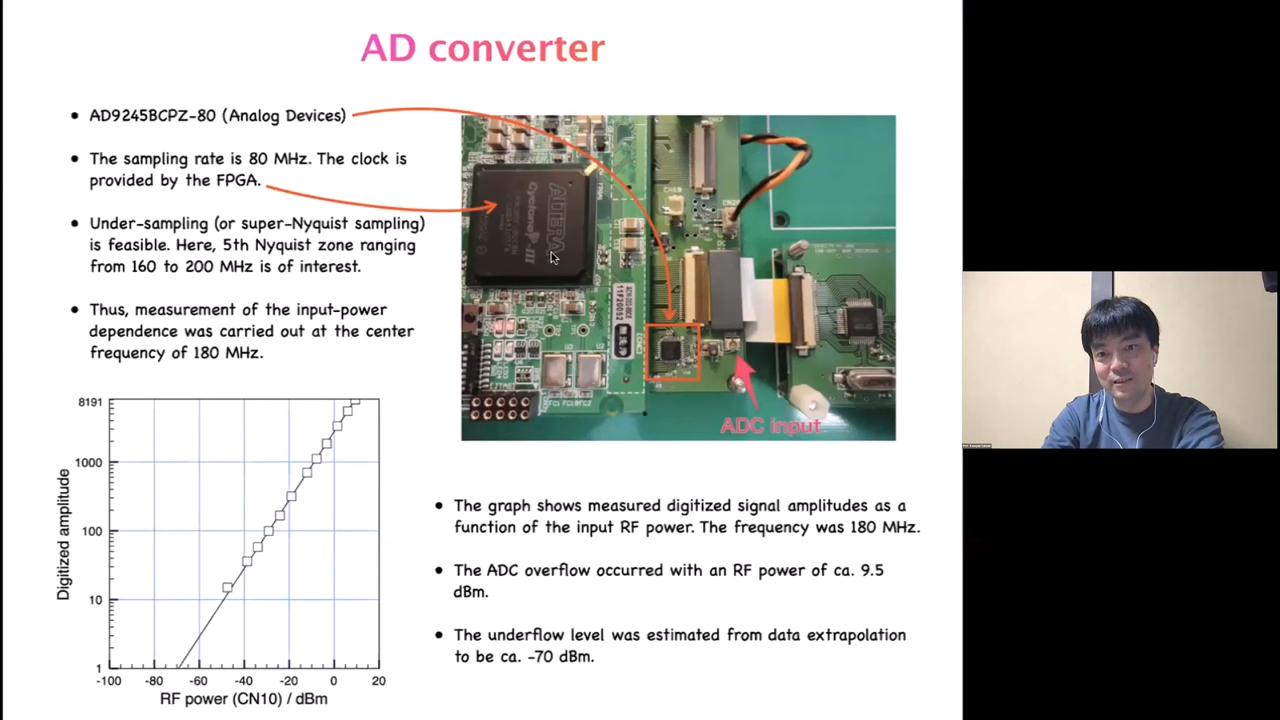 AD converter
• AD9245BCPZ-80 (Analog Devices)
• The sampling rate is 80 MHz. The clock is
provided by the FPGA.
• Under-sampling (or super-Nyquist sampling)
is feasible. Here, 5th Nyquist zone ranging
from 160 to 200 MHz is of interest.
• Thus, measurement of the input-power
dependence was carried out at the center
frequency of 180 MHz.
ALTERA
Cyclone III
ADC input
8191
1000
100
10
1
Digitized amplitude
-100 -80 -60 -40 -20 0 20
RF power (CN10) / dBm
• The graph shows measured digitized signal amplitudes as a
function of the input RF power. The frequency was 180 MHz.
• The ADC overflow occurred with an RF power of ca. 9.5
dBm.
• The underflow level was estimated from data extrapolation
to be ca. -70 dBm.